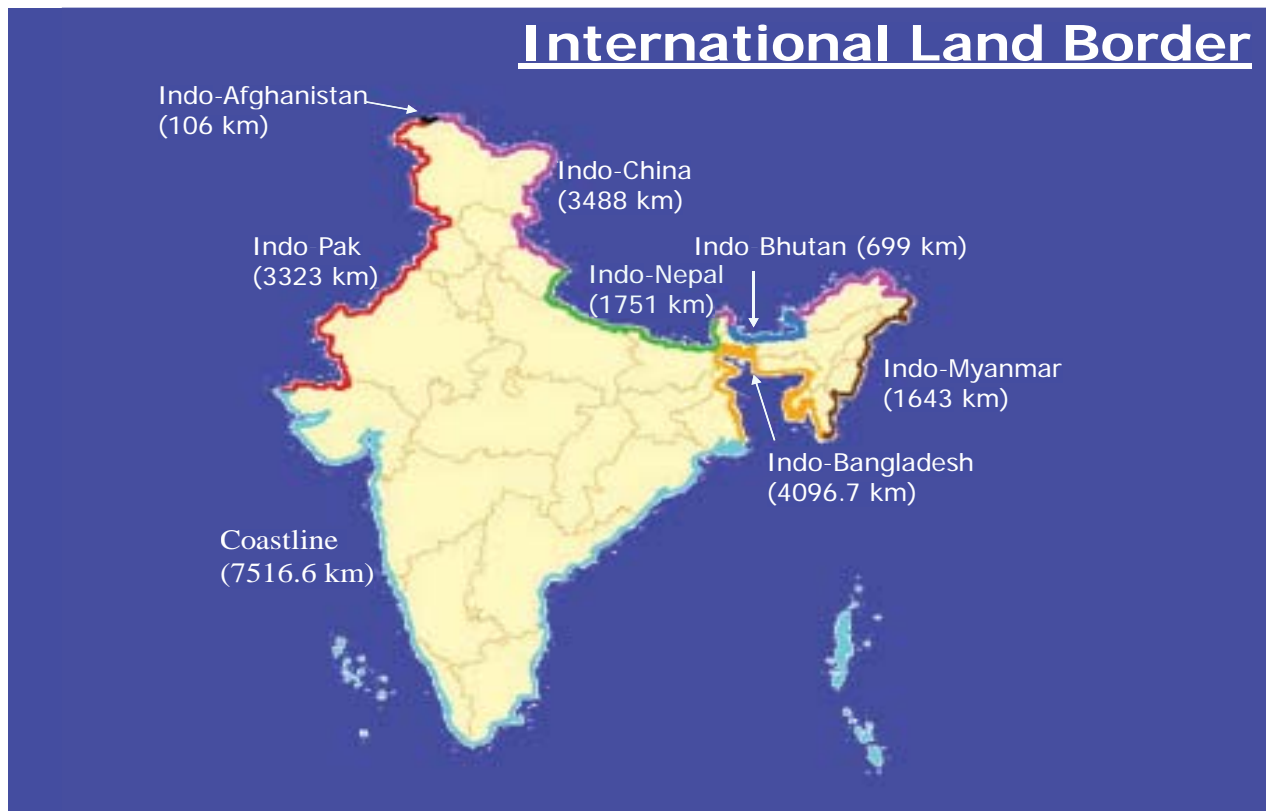 International Land Border
Indo-Afghanistan
(106 km)
Indo-China
(3488 km)
Indo Pak
(3323 km)
Indo Bhutan (699 km)
Indo-Nepal
(1751 km)
Indo-Myanmar
(1643 km)
Indo-Bangladesh
(4096.7 km)
Coastline
(7516.6 km)